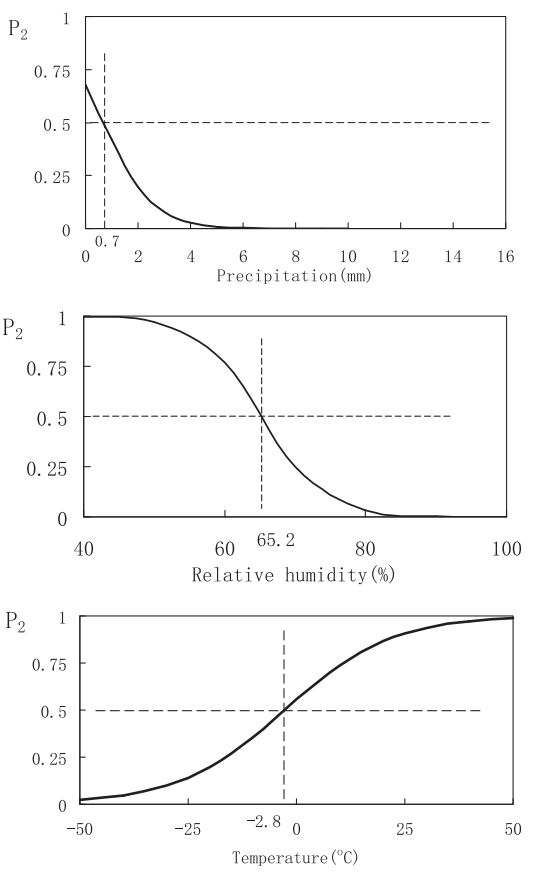 P2
1
0.75
0.5
0.25
0
0.7
0 2 4 6 8 10 12 14 16
Precipitation(mm)
P2
1
0.75
0.5
0.25
0
40 60 65.2 80 100
Relative humidity(%)
P2
1
0.75
0.5
0.25
0
-50 -25 -2.8 0 25 50
Temperature(°C)